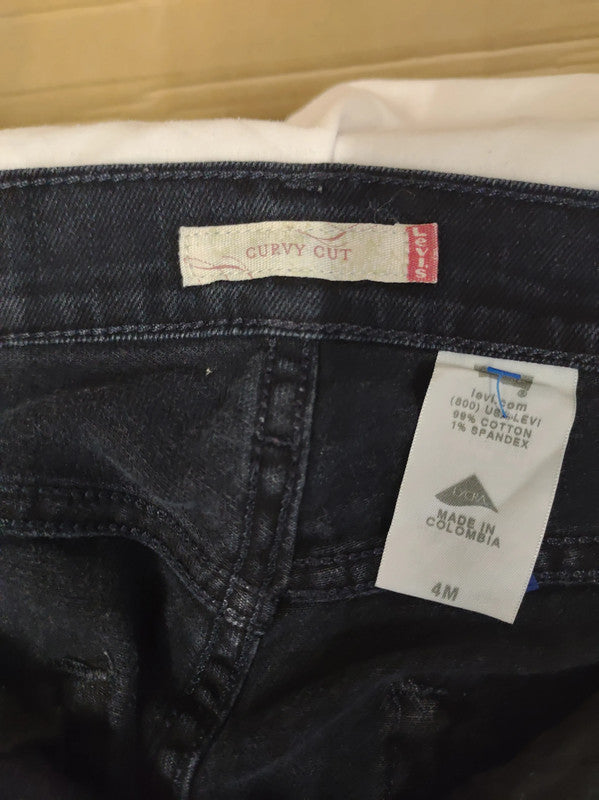 CURVY CUT
Levi's
®
levi.com
(800) USA-LEVI
99% COTTON
1% SPANDEX
LYCRA
MADE IN
COLOMBIA
4M